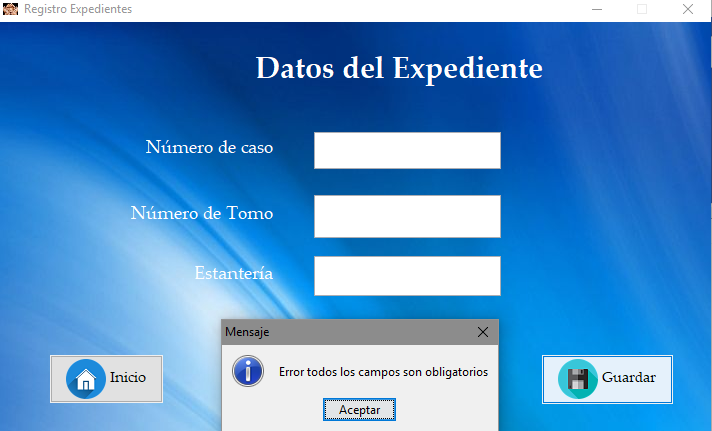 Registro Expedientes
Datos del Expediente
Número de caso
Número de Tomo
Estantería
Mensaje
Error todos los campos son obligatorios
Aceptar
Inicio
Guardar